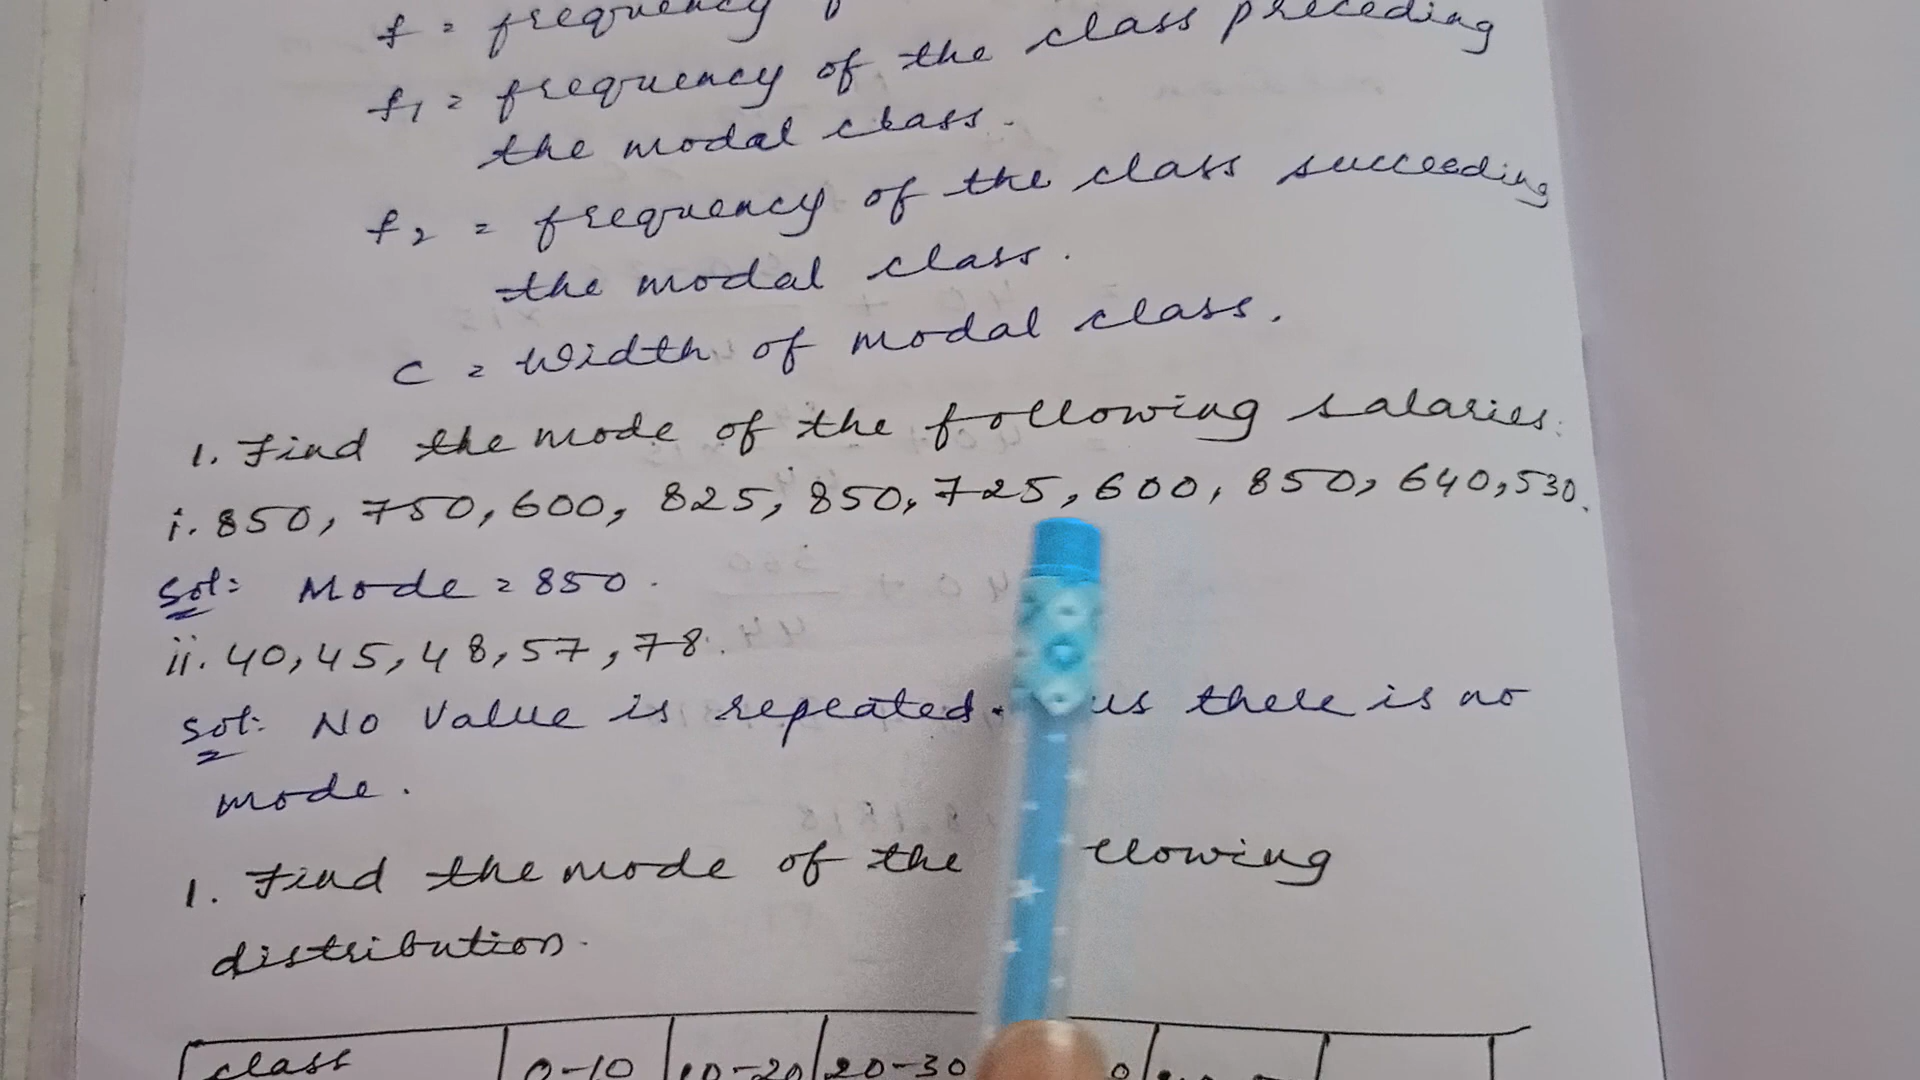 f = frequency
f1 = frequency of the class preceding
the modal class.
f2 = frequency of the class succeeding
the modal class.
c = width of modal class.
1. Find the mode of the following salaries.
i. 850, 750, 600, 825, 850, 725, 600, 850, 640, 530.
Sol: Mode = 850.
ii. 40, 45, 48, 57, 78.
Sol: No value is repeated. us there is no
mode.
1. Find the mode of the llowing
distribution.
class 0-10 10-20 20-30